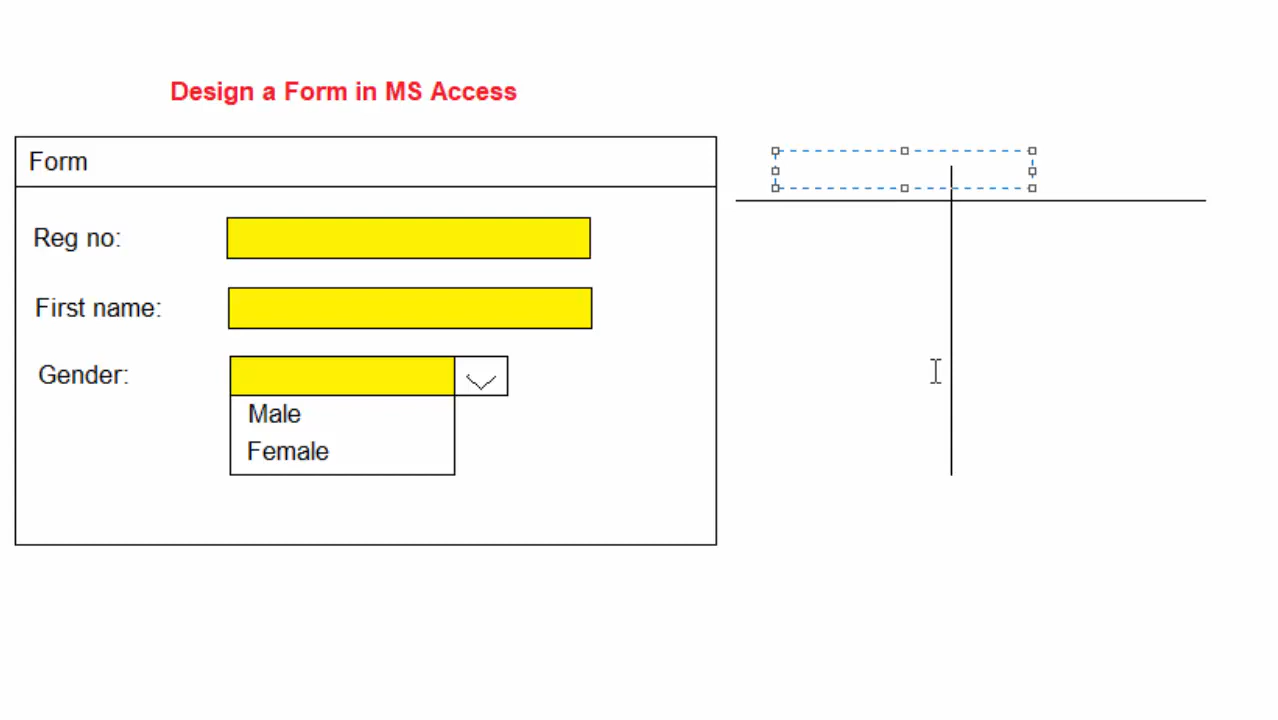 Design a Form in MS Access
Form
Reg no:
First name:
Gender:
Male
Female